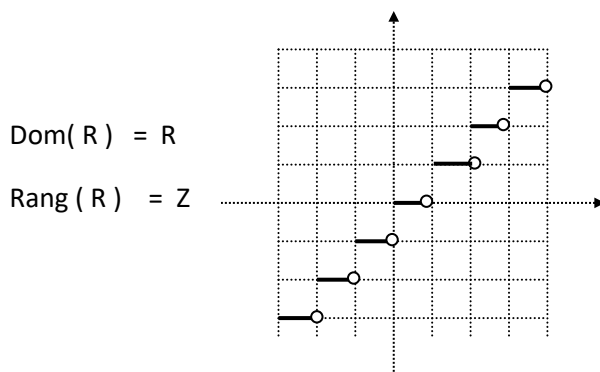 Dom( R ) = R
Rang ( R ) = Z